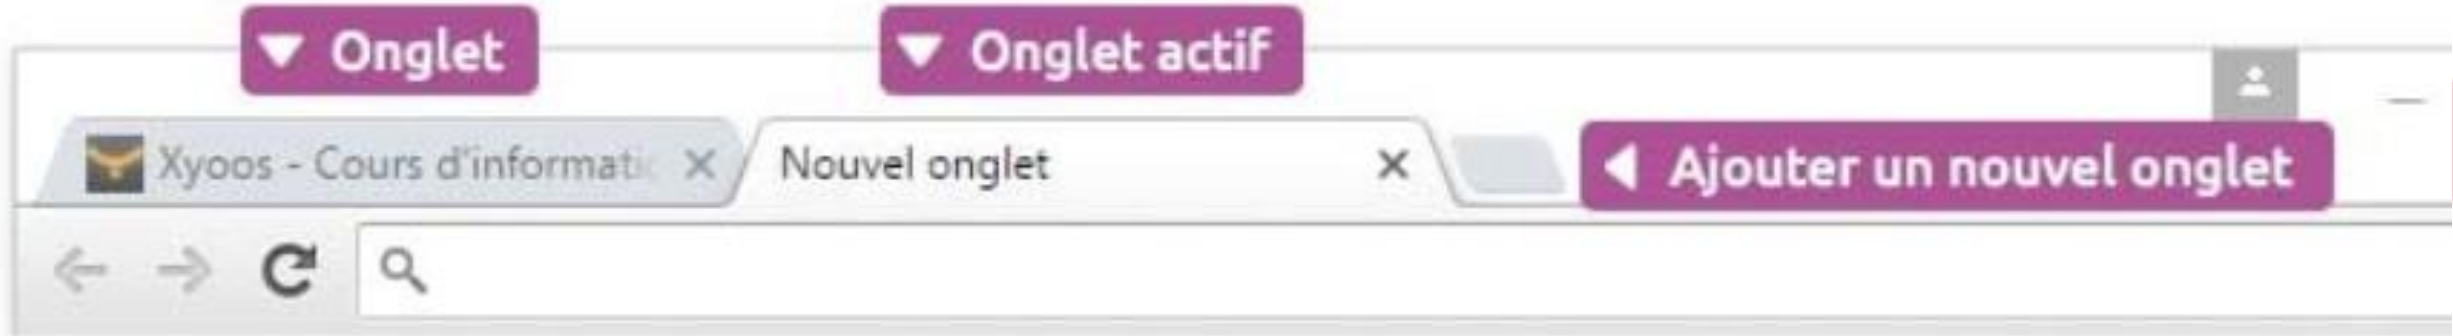 Onglet
Onglet actif
Xyoos - Cours d'informati
Nouvel onglet
Ajouter un nouvel onglet